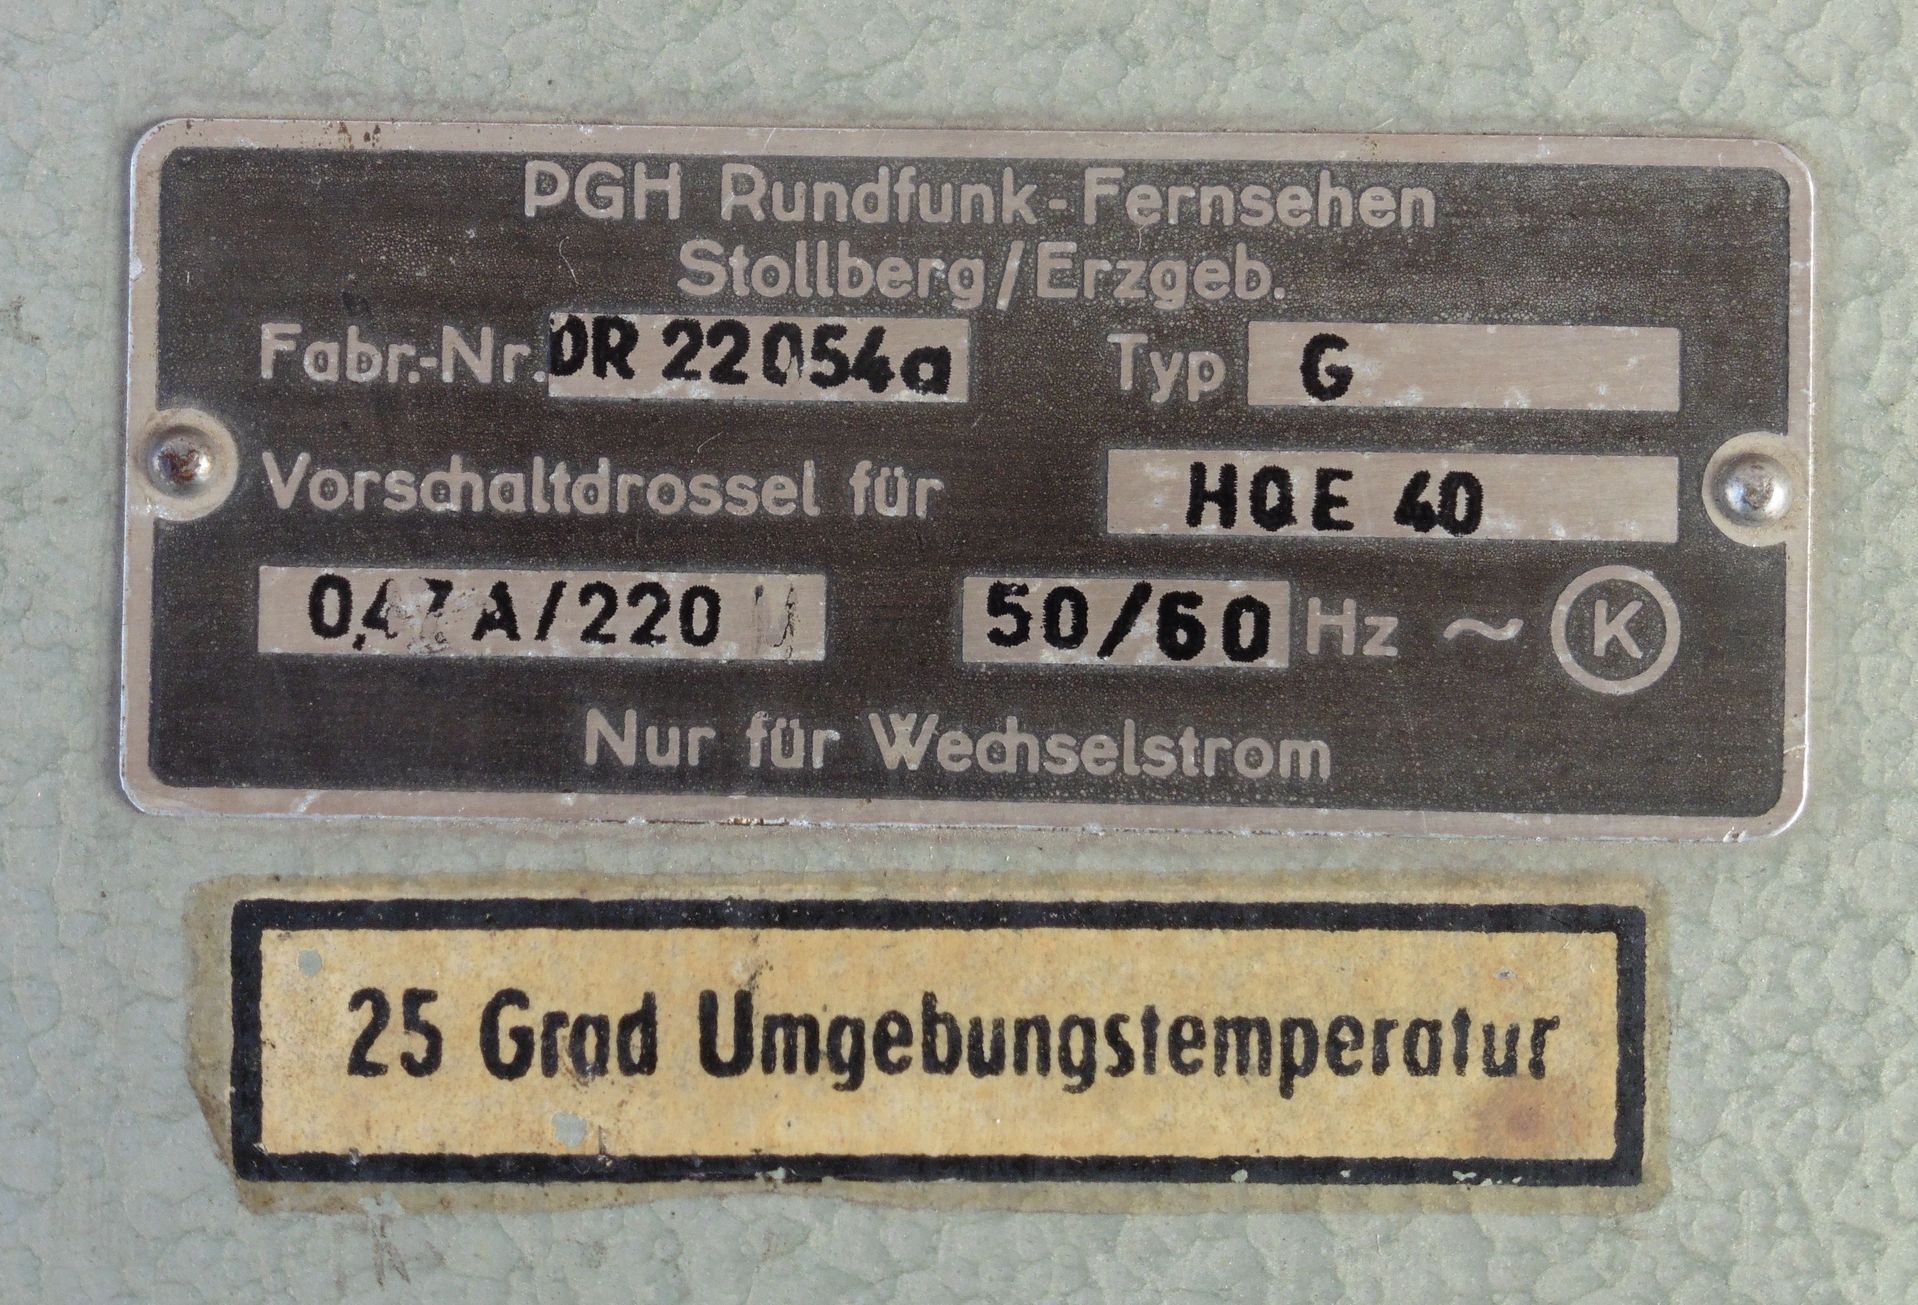 PGH Rundfunk-Fernsehen
Stollberg/Erzgeb.
Fabr.-Nr. DR 22054a Typ G
Vorschaltdrossel für HQE 40
A/220 50/60 Hz ~ K
Nur für Wechselstrom
25 Grad Umgebungstemperatur